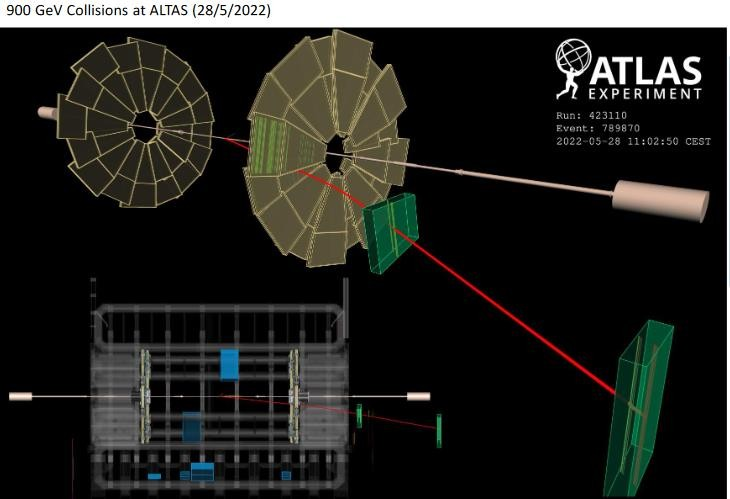 900 GeV Collisions at ALTAS (28/5/2022)
ATLAS
EXPERIMENT
Run: 423110
Event: 789870
2022-05-28 11:02:50 CEST